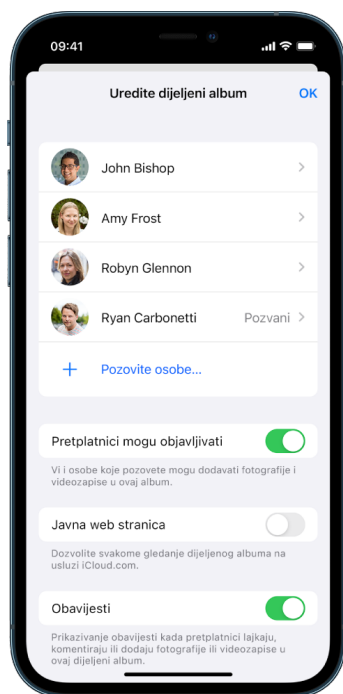 09:41
Uredite dijeljeni album OK
John Bishop
Amy Frost
Robyn Glennon
Ryan Carbonetti Pozvani
Pozovite osobe...
Pretplatnici mogu objavljivati
Vi i osobe koje pozovete mogu dodavati fotografije i
videozapise u ovaj album.
Javna web stranica
Dozvolite svakome gledanje dijeljenog albuma na
usluzi iCloud.com.
Obavijesti
Prikazivanje obavijesti kada pretplatnici lajkaju,
komentiraju ili dodaju fotografije ili videozapise u
ovaj dijeljeni album.